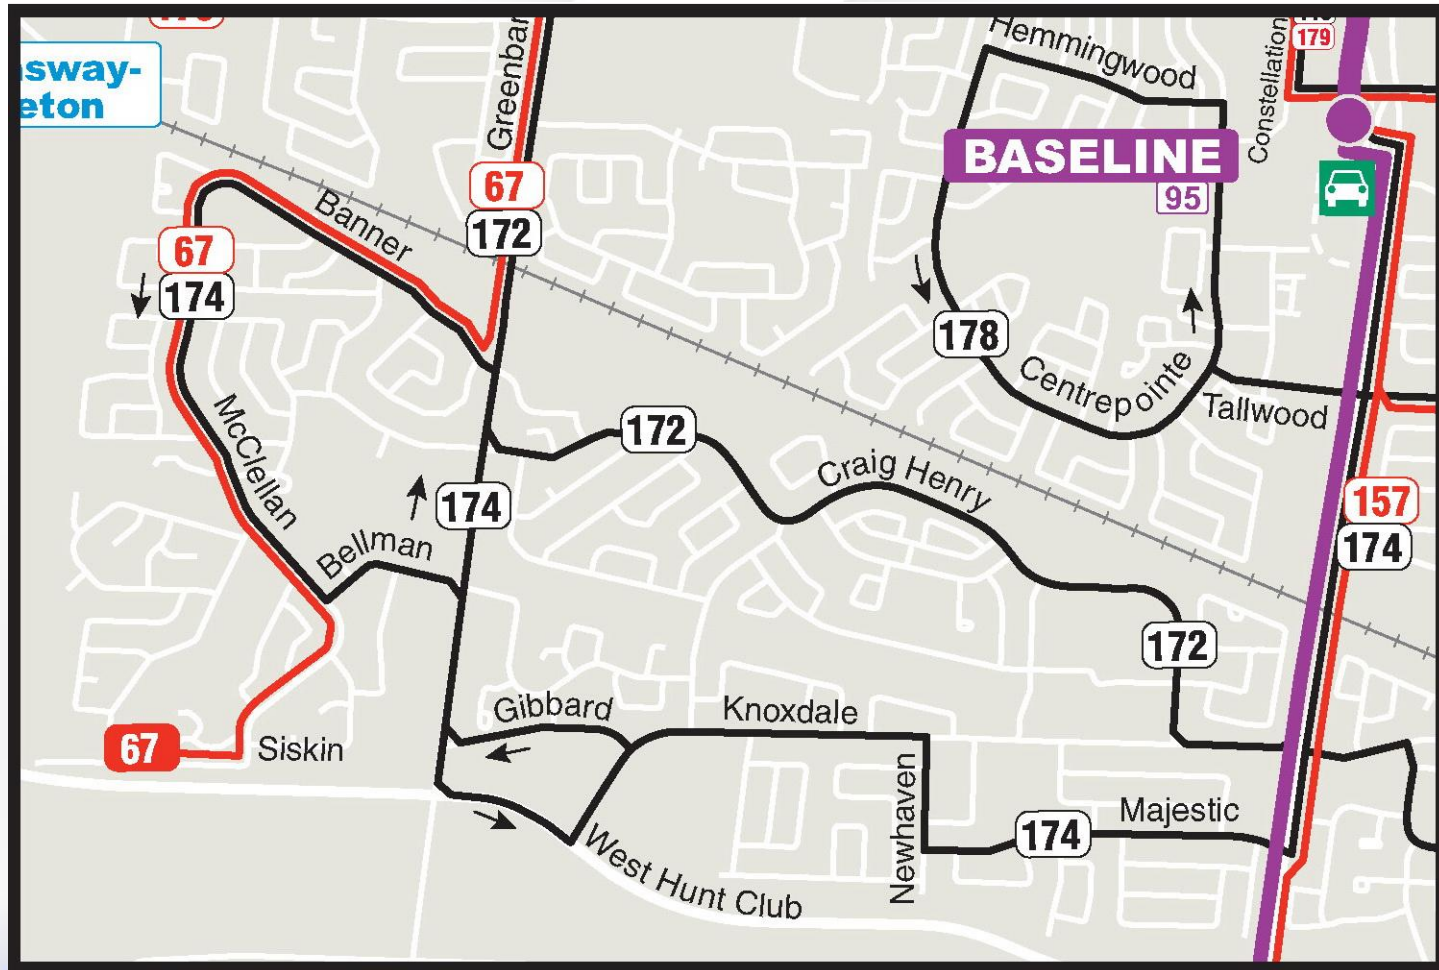 Hemmingwood
Constellation
179
sway-
eton
Greenban
BASELINE
95
67
172
Banner
67
174
178
Centrepointe
Tallwood
McClellan
172
Craig Henry
174
157
174
Bellman
172
Gibbard
Knoxdale
67
Siskin
Newhaven
174
Majestic
West Hunt Club